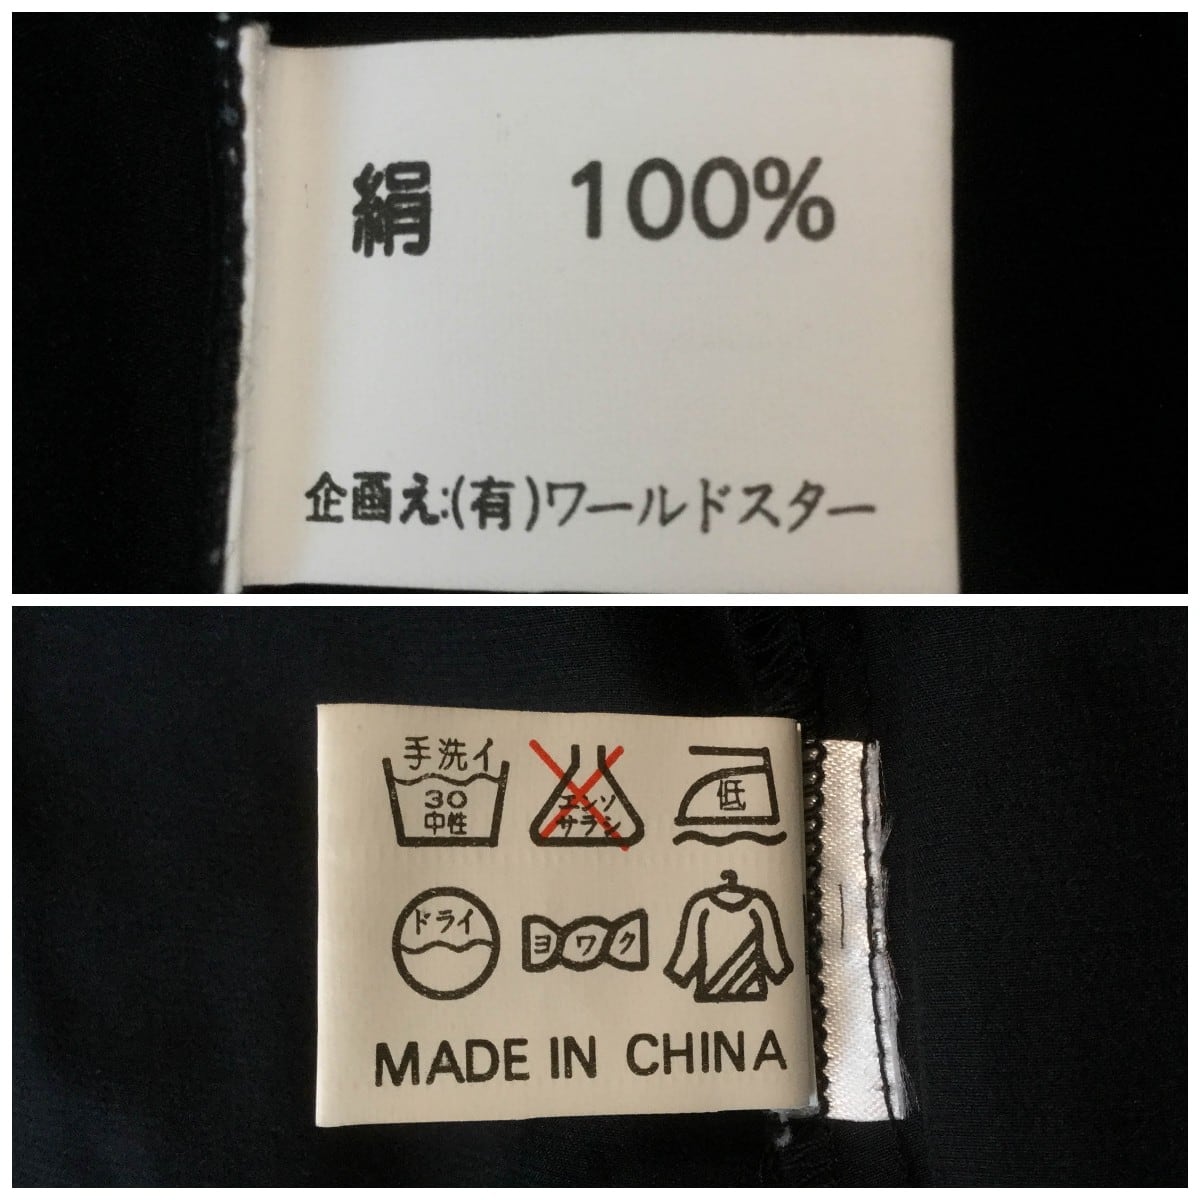 絹 100%
企画え:(有)ワールドスター
手洗イ
30
中性
エンソ
サラシ
低
ドライ
ヨワク
MADE IN CHINA